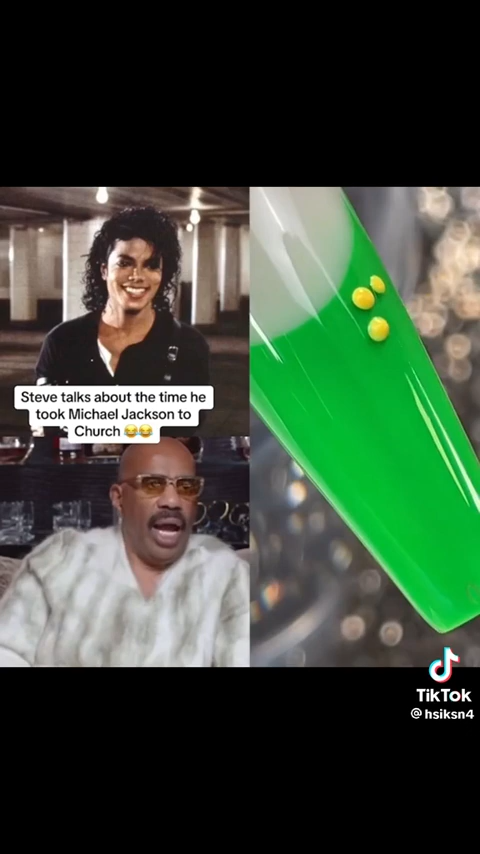 Steve talks about the time he
took Michael Jackson to
Church 😂😂
TikTok
@hsiksn4